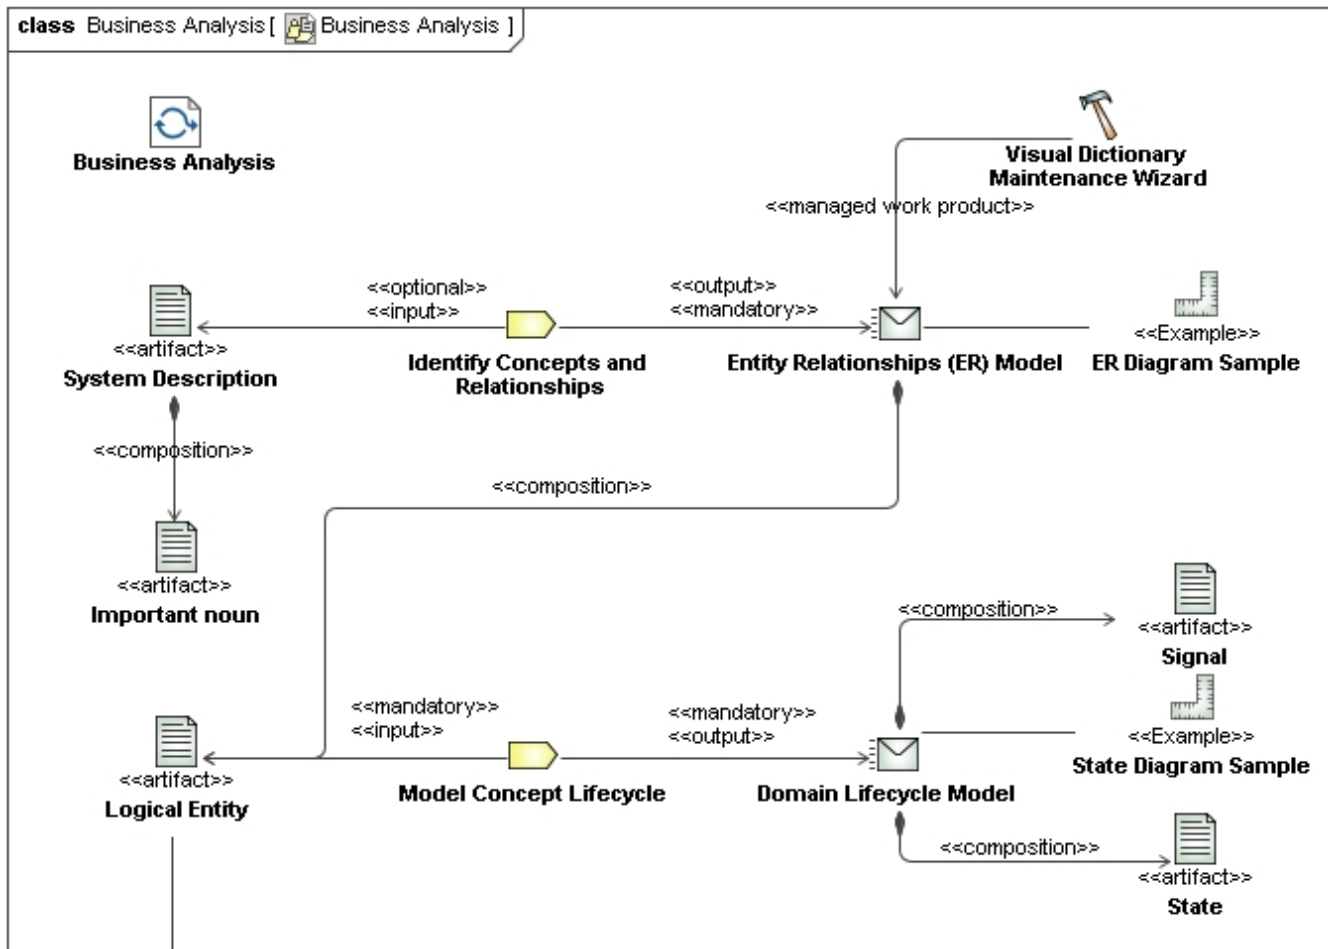 class Business Analysis [ Business Analysis ]
Business Analysis
Visual Dictionary
Maintenance Wizard
<<managed work product>>
<<optional>>
<<input>>
<<output>>
<<mandatory>>
<<artifact>>
System Description
Identify Concepts and
Relationships
Entity Relationships (ER) Model
<<Example>>
ER Diagram Sample
<<composition>>
<<composition>>
<<artifact>>
Important noun
<<composition>>
<<artifact>>
Signal
<<mandatory>>
<<input>>
<<mandatory>>
<<output>>
<<Example>>
State Diagram Sample
<<artifact>>
Logical Entity
Model Concept Lifecycle
Domain Lifecycle Model
<<composition>>
<<artifact>>
State